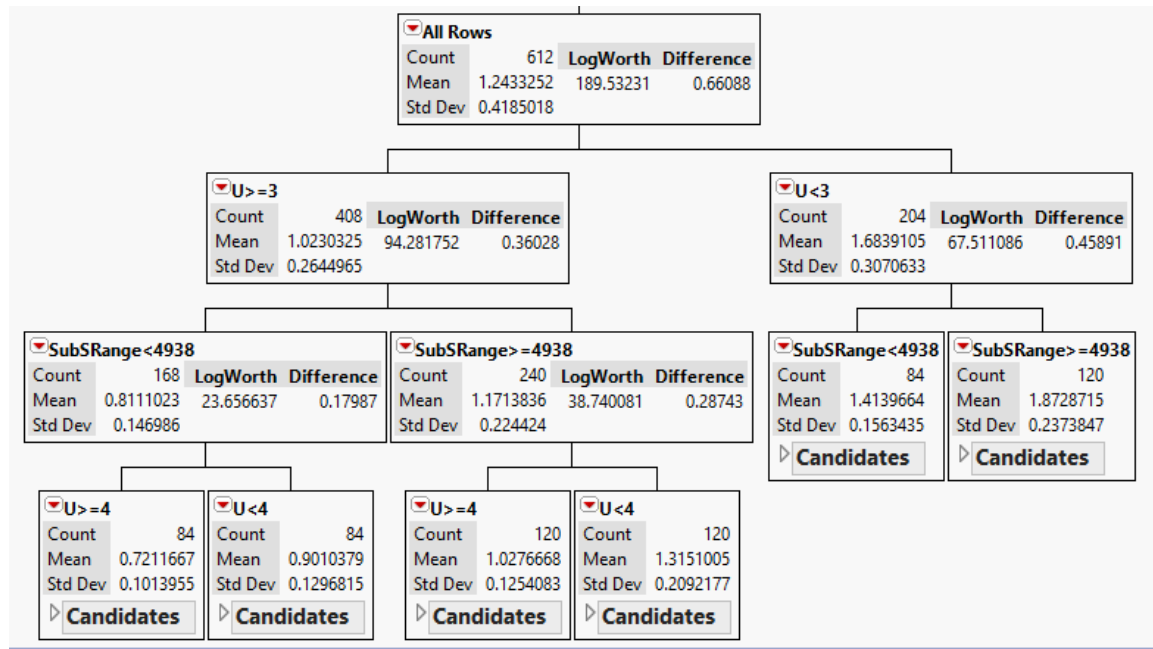 All Rows
Count 612 LogWorth Difference
Mean 1.2433252 189.53231 0.66088
Std Dev 0.4185018
U>=3
Count 408 LogWorth Difference
Mean 1.0230325 94.281752 0.36028
Std Dev 0.2644965
U<3
Count 204 LogWorth Difference
Mean 1.6839105 67.511086 0.45891
Std Dev 0.3070633
SubSRange<4938
Count 168 LogWorth Difference
Mean 0.8111023 23.656637 0.17987
Std Dev 0.146986
SubSRange>=4938
Count 240 LogWorth Difference
Mean 1.1713836 38.740081 0.28743
Std Dev 0.224424
SubSRange<4938
Count 84
Mean 1.4139664
Std Dev 0.1563435
Candidates
SubSRange>=4938
Count 120
Mean 1.8728715
Std Dev 0.2373847
Candidates
U>=4
Count 84
Mean 0.7211667
Std Dev 0.1013955
Candidates
U<4
Count 84
Mean 0.9010379
Std Dev 0.1296815
Candidates
U>=4
Count 120
Mean 1.0276668
Std Dev 0.1254083
Candidates
U<4
Count 120
Mean 1.3151005
Std Dev 0.2092177
Candidates